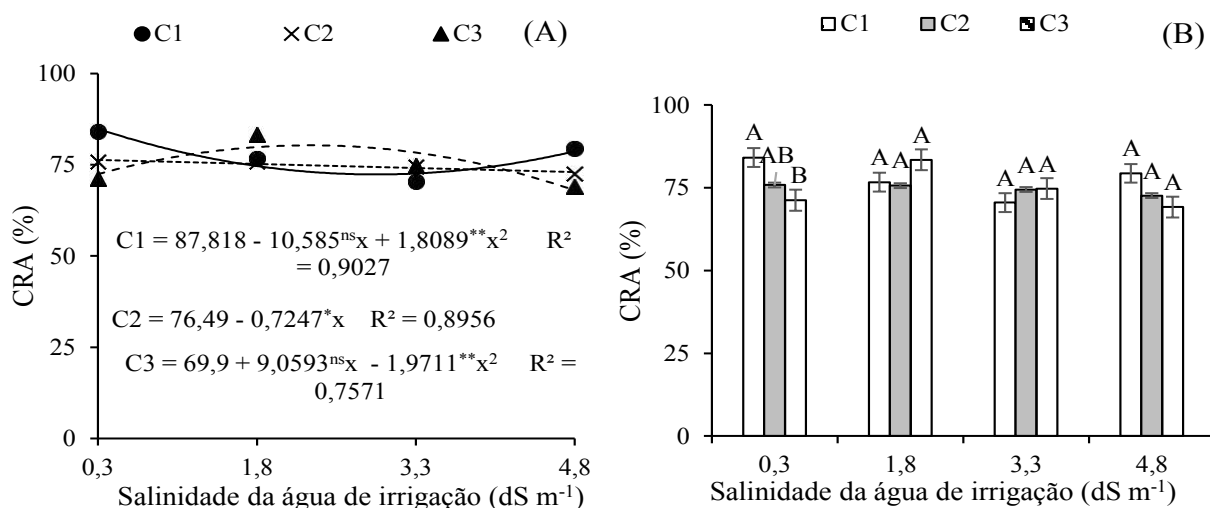 C1 C2 C3 (A)
CRA (%)
100
75
50
25
0
C1 = 87,818 - 10,585ⁿˢx + 1,8089**x² R²
= 0,9027
C2 = 76,49 - 0,7247*x R² = 0,8956
C3 = 69,9 + 9,0593ⁿˢx - 1,9711**x² R² =
0,7571
0,3 1,8 3,3 4,8
Salinidade da água de irrigação (dS m⁻¹)
C1 C2 C3 (B)
CRA (%)
100
75
50
25
0
A AB B A A A A A A A A A
0,3 1,8 3,3 4,8
Salinidade da água de irrigação (dS m⁻¹)